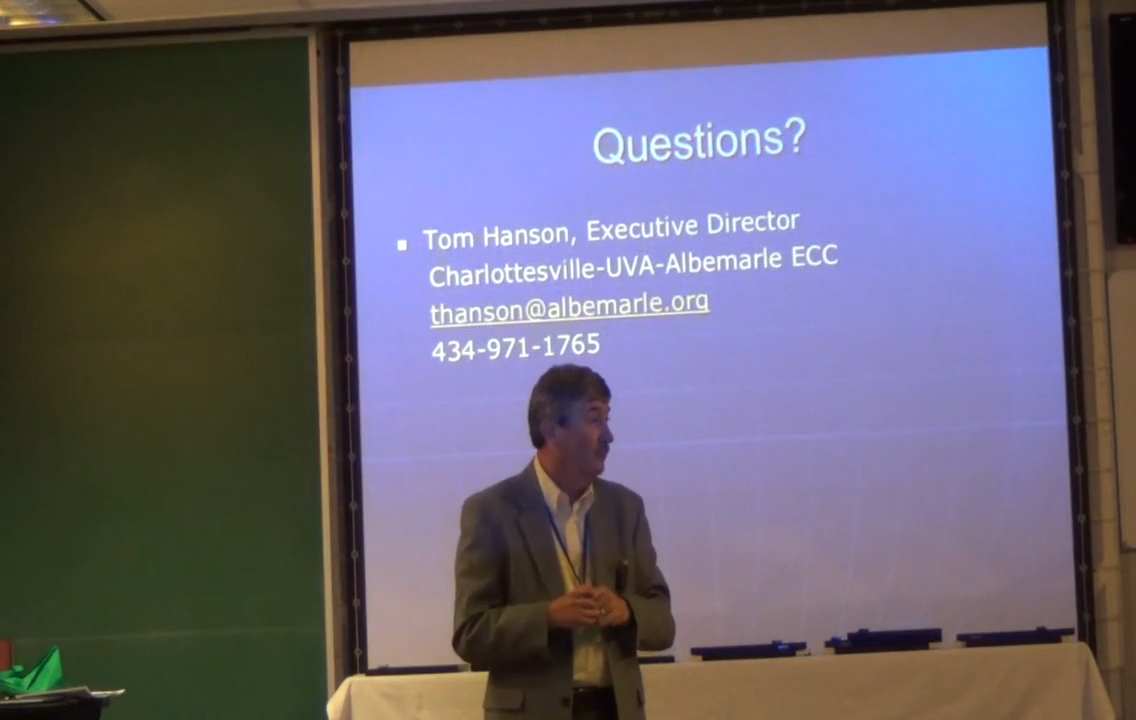 Questions?
▪ Tom Hanson, Executive Director
Charlottesville-UVA-Albemarle ECC
thanson@albemarle.org
434-971-1765